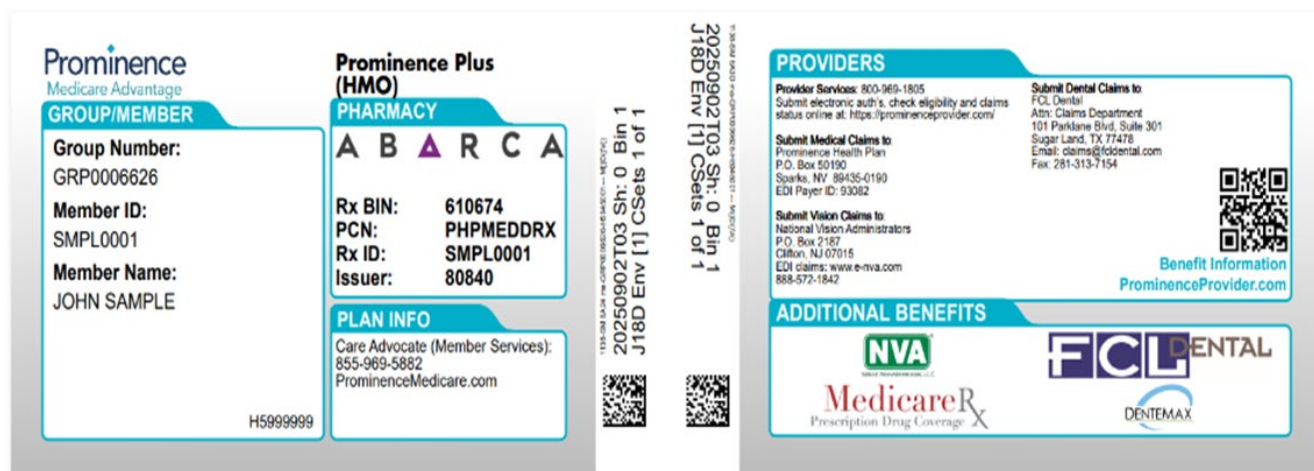 Prominence
Medicare Advantage
GROUP/MEMBER
Group Number:
GRP0006626
Member ID:
SMPL0001
Member Name:
JOHN SAMPLE
H5999999
Prominence Plus
(HMO)
PHARMACY
ABARCA
Rx BIN: 610674
PCN: PHPMEDDRX
Rx ID: SMPL0001
Issuer: 80840
PLAN INFO
Care Advocate (Member Services):
855-969-5882
ProminenceMedicare.com
20250902T03 Sh: 0 Bin 1
J18D Env [1] CSets 1 of 1
20250902T03 Sh: 0 Bin 1
J18D Env [1] CSets 1 of 1
PROVIDERS
Provider Services: 800-969-1805
Submit electronic auth's, check eligibility and claims
status online at: https://prominenceprovider.com/
Submit Medical Claims to:
Prominence Health Plan
P.O. Box 50190
Sparks, NV 89435-0190
EDI Payer ID: 93082
Submit Vision Claims to:
National Vision Administrators
P.O. Box 2187
Clifton, NJ 07015
EDI claims: www.e-nva.com
888-572-1842
Submit Dental Claims to:
FCL Dental
Attn: Claims Department
101 Parklane Blvd, Suite 301
Sugar Land, TX 77478
Email: claims@fcldental.com
Fax: 281-313-7154
Benefit Information
ProminenceProvider.com
ADDITIONAL BENEFITS
NVA
FCL DENTAL
MedicareRx
Prescription Drug Coverage
DENTEMAX